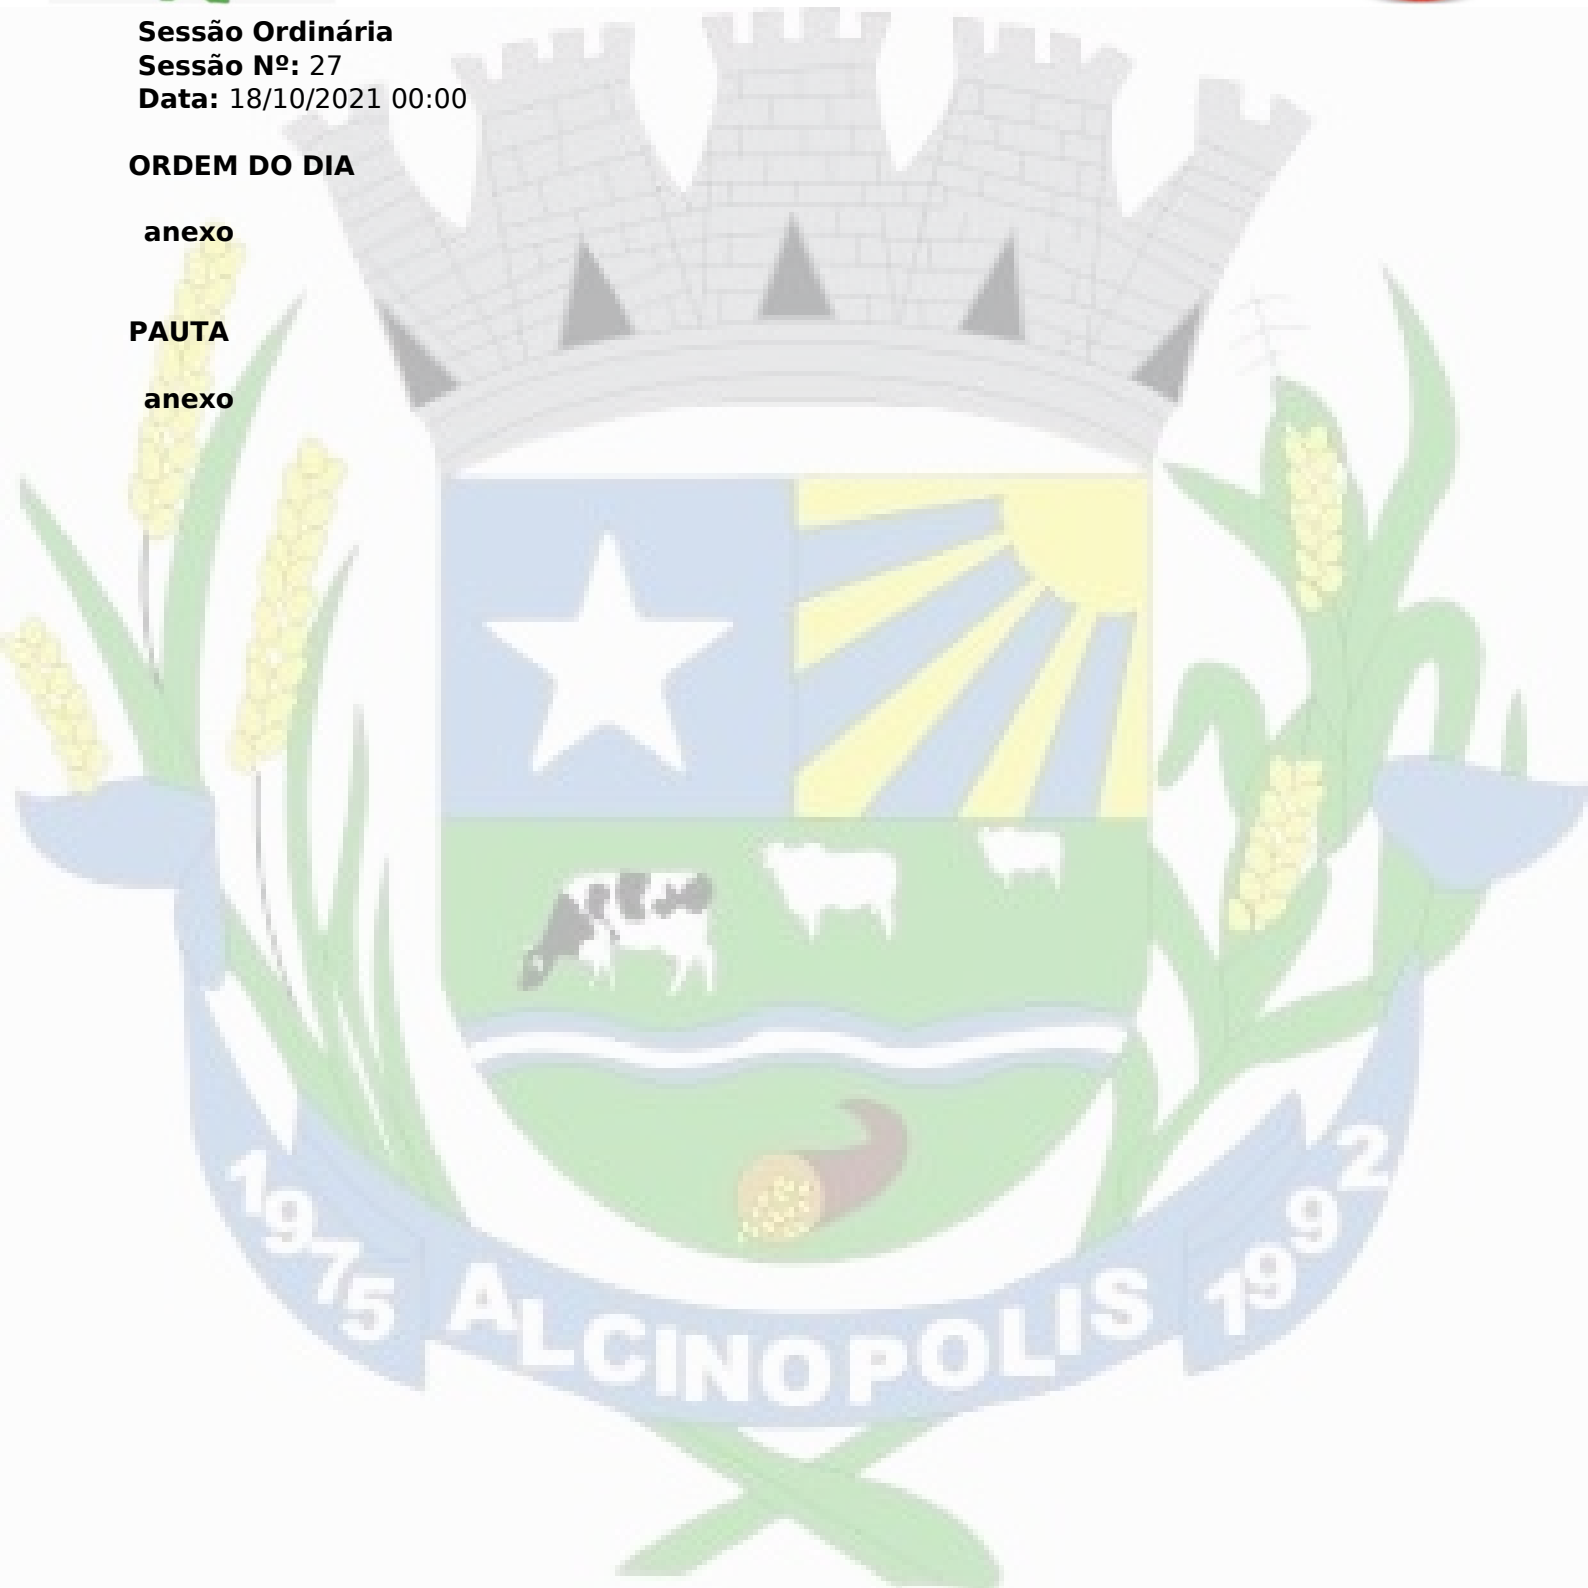 Sessão Ordinária
Sessão Nº: 27
Data: 18/10/2021 00:00
ORDEM DO DIA
anexo
PAUTA
anexo
1975 ALCINOPOLIS 1992